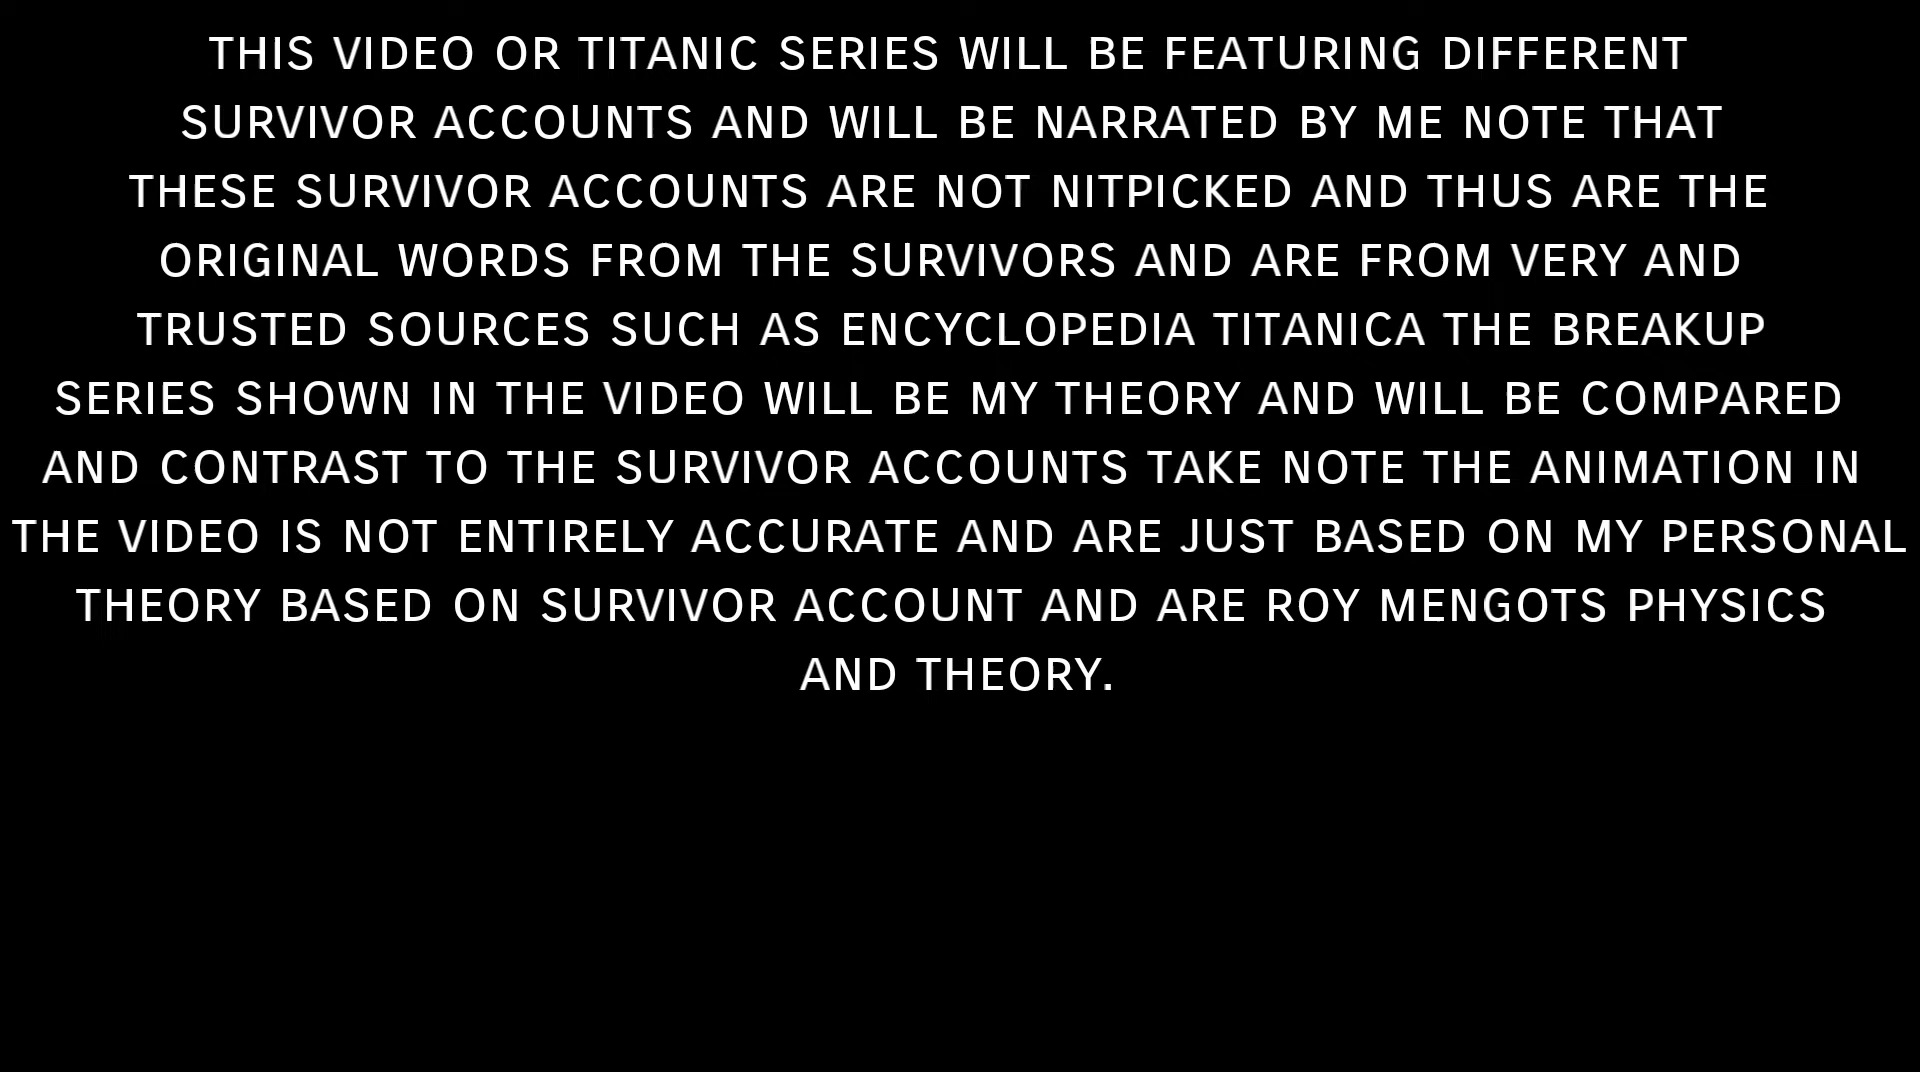 THIS VIDEO OR TITANIC SERIES WILL BE FEATURING DIFFERENT
SURVIVOR ACCOUNTS AND WILL BE NARRATED BY ME NOTE THAT
THESE SURVIVOR ACCOUNTS ARE NOT NITPICKED AND THUS ARE THE
ORIGINAL WORDS FROM THE SURVIVORS AND ARE FROM VERY AND
TRUSTED SOURCES SUCH AS ENCYCLOPEDIA TITANICA THE BREAKUP
SERIES SHOWN IN THE VIDEO WILL BE MY THEORY AND WILL BE COMPARED
AND CONTRAST TO THE SURVIVOR ACCOUNTS TAKE NOTE THE ANIMATION IN
THE VIDEO IS NOT ENTIRELY ACCURATE AND ARE JUST BASED ON MY PERSONAL
THEORY BASED ON SURVIVOR ACCOUNT AND ARE ROY MENGOTS PHYSICS
AND THEORY.